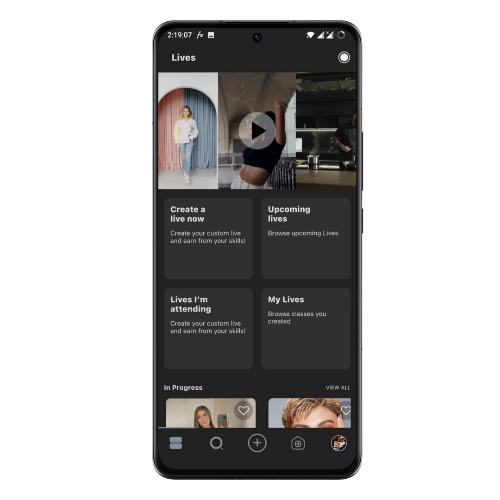 2:19:07
Lives
Create a
live now
Create your custom live
and earn from your skills!
Upcoming
lives
Browse upcoming Lives
Lives I'm
attending
Create your custom live
and earn from your skills!
My Lives
Browse classes you
created
In Progress
VIEW ALL